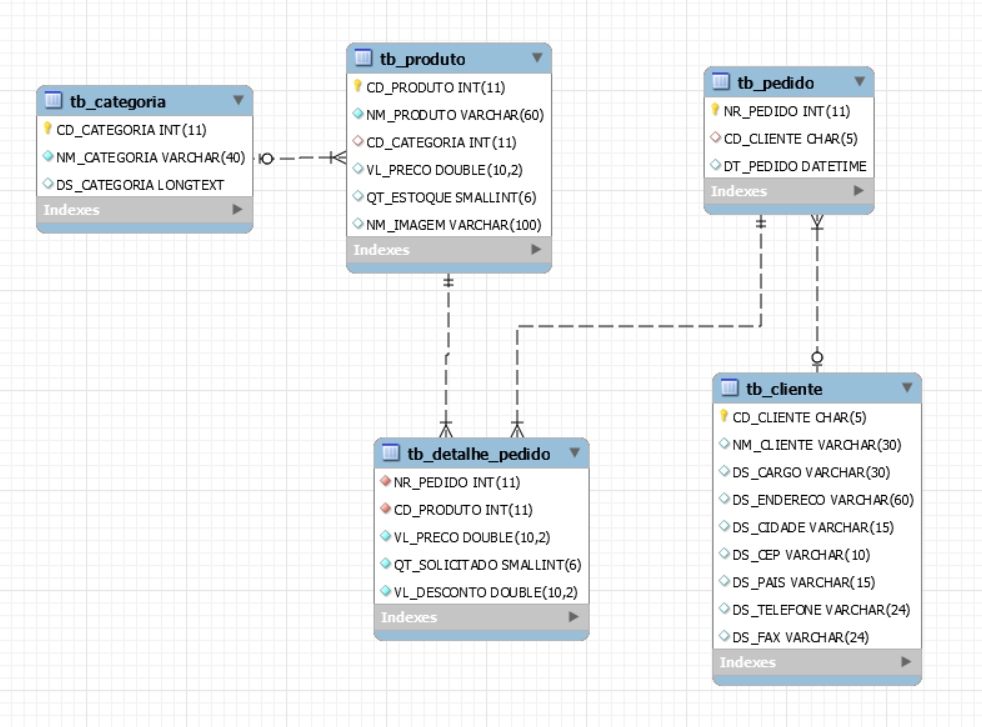 tb_categoria
CD_CATEGORIA INT(11)
NM_CATEGORIA VARCHAR(40)
DS_CATEGORIA LONGTEXT
Indexes
tb_produto
CD_PRODUTO INT(11)
NM_PRODUTO VARCHAR(60)
CD_CATEGORIA INT(11)
VL_PRECO DOUBLE(10,2)
QT_ESTOQUE SMALLINT(6)
NM_IMAGEM VARCHAR(100)
Indexes
tb_pedido
NR_PEDIDO INT(11)
CD_CLIENTE CHAR(5)
DT_PEDIDO DATETIME
Indexes
tb_detalhe_pedido
NR_PEDIDO INT(11)
CD_PRODUTO INT(11)
VL_PRECO DOUBLE(10,2)
QT_SOLICITADO SMALLINT(6)
VL_DESCONTO DOUBLE(10,2)
Indexes
tb_cliente
CD_CLIENTE CHAR(5)
NM_CLIENTE VARCHAR(30)
DS_CARGO VARCHAR(30)
DS_ENDERECO VARCHAR(60)
DS_CIDADE VARCHAR(15)
DS_CEP VARCHAR(10)
DS_PAIS VARCHAR(15)
DS_TELEFONE VARCHAR(24)
DS_FAX VARCHAR(24)
Indexes